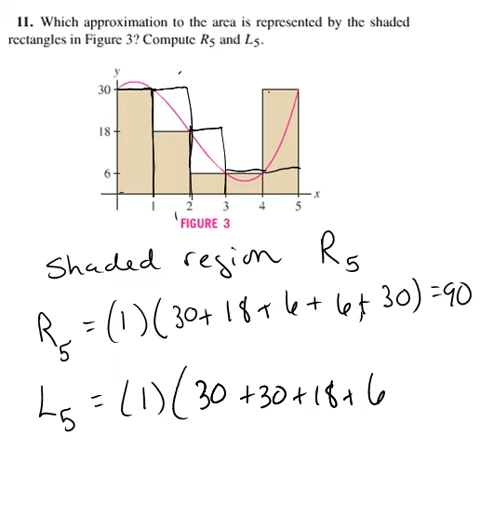 11. Which approximation to the area is represented by the shaded
rectangles in Figure 3? Compute R5 and L5.
y
30
18
6
1 2 3 4 5 x
FIGURE 3
Shaded region R5
R5 = (1)(30+ 18 + 6 + 6 + 30) = 90
L5 = (1)(30 +30+18+ 6